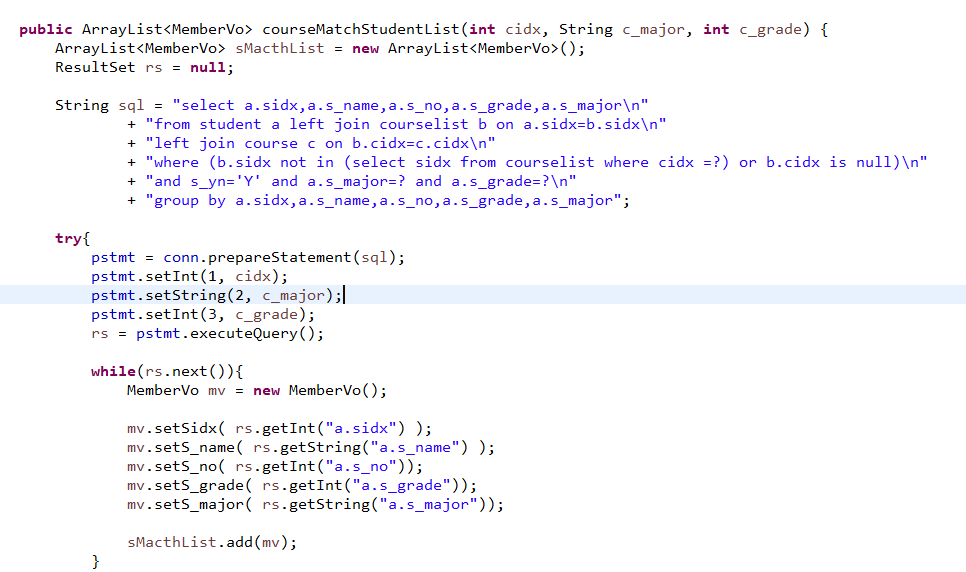 public ArrayList<MemberVo> courseMatchStudentList(int cidx, String c_major, int c_grade) {
ArrayList<MemberVo> sMacthList = new ArrayList<MemberVo>();
ResultSet rs = null;
String sql = "select a.sidx,a.s_name,a.s_no,a.s_grade,a.s_major\n"
+ "from student a left join courselist b on a.sidx=b.sidx\n"
+ "left join course c on b.cidx=c.cidx\n"
+ "where (b.sidx not in (select sidx from courselist where cidx =?) or b.cidx is null)\n"
+ "and s_yn='Y' and a.s_major=? and a.s_grade=?\n"
+ "group by a.sidx,a.s_name,a.s_no,a.s_grade,a.s_major";
try{
pstmt = conn.prepareStatement(sql);
pstmt.setInt(1, cidx);
pstmt.setString(2, c_major);
pstmt.setInt(3, c_grade);
rs = pstmt.executeQuery();
while(rs.next()){
MemberVo mv = new MemberVo();
mv.setSidx( rs.getInt("a.sidx") );
mv.setS_name( rs.getString("a.s_name") );
mv.setS_no( rs.getInt("a.s_no"));
mv.setS_grade( rs.getInt("a.s_grade"));
mv.setS_major( rs.getString("a.s_major"));
sMacthList.add(mv);
}